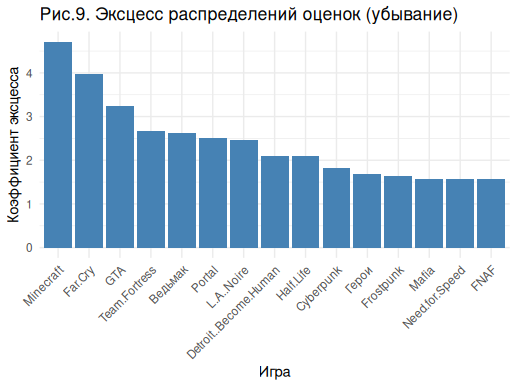 Рис.9. Эксцесс распределений оценок (убывание)
Коэффициент эксцесса
4
3
2
1
0
Minecraft
Far.Cry
GTA
Team.Fortress
Ведьмак
Portal
L.A..Noire
Detroit..Become.Human
Half.Life
Cyberpunk
Герои
Frostpunk
Mafia
Need.for.Speed
FNAF
Игра